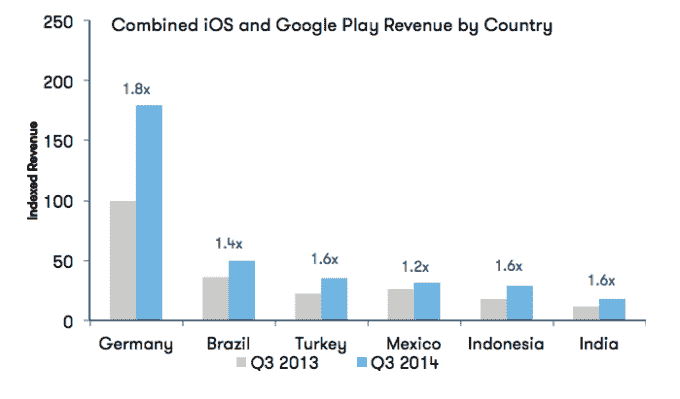 Combined iOS and Google Play Revenue by Country
Indexed Revenue
250
200
150
100
50
0
1.8x
1.4x
1.6x
1.2x
1.6x
1.6x
Germany Brazil Turkey Mexico Indonesia India
Q3 2013 Q3 2014